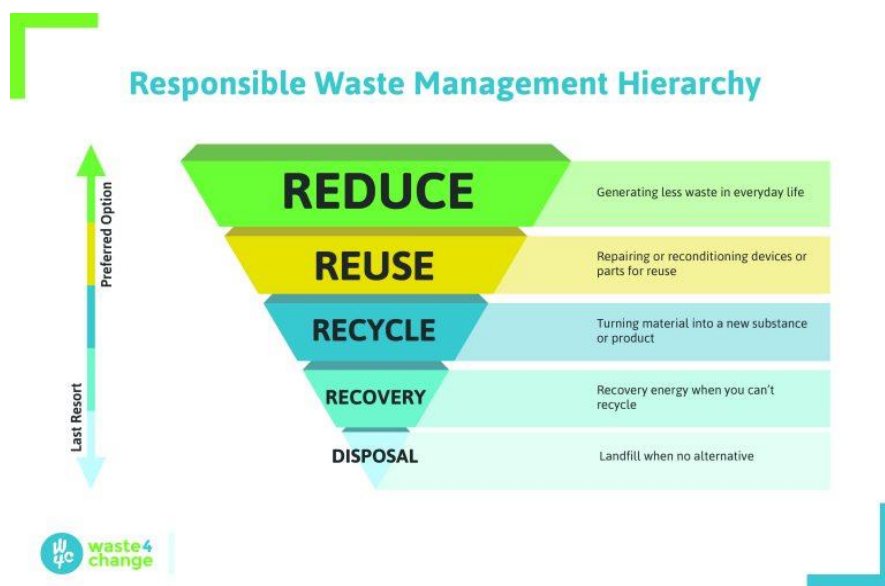 Responsible Waste Management Hierarchy
Preferred Option
Last Resort
REDUCE
Generating less waste in everyday life
REUSE
Repairing or reconditioning devices or
parts for reuse
RECYCLE
Turning material into a new substance
or product
RECOVERY
Recovery energy when you can't
recycle
DISPOSAL
Landfill when no alternative
W4C
waste4
change